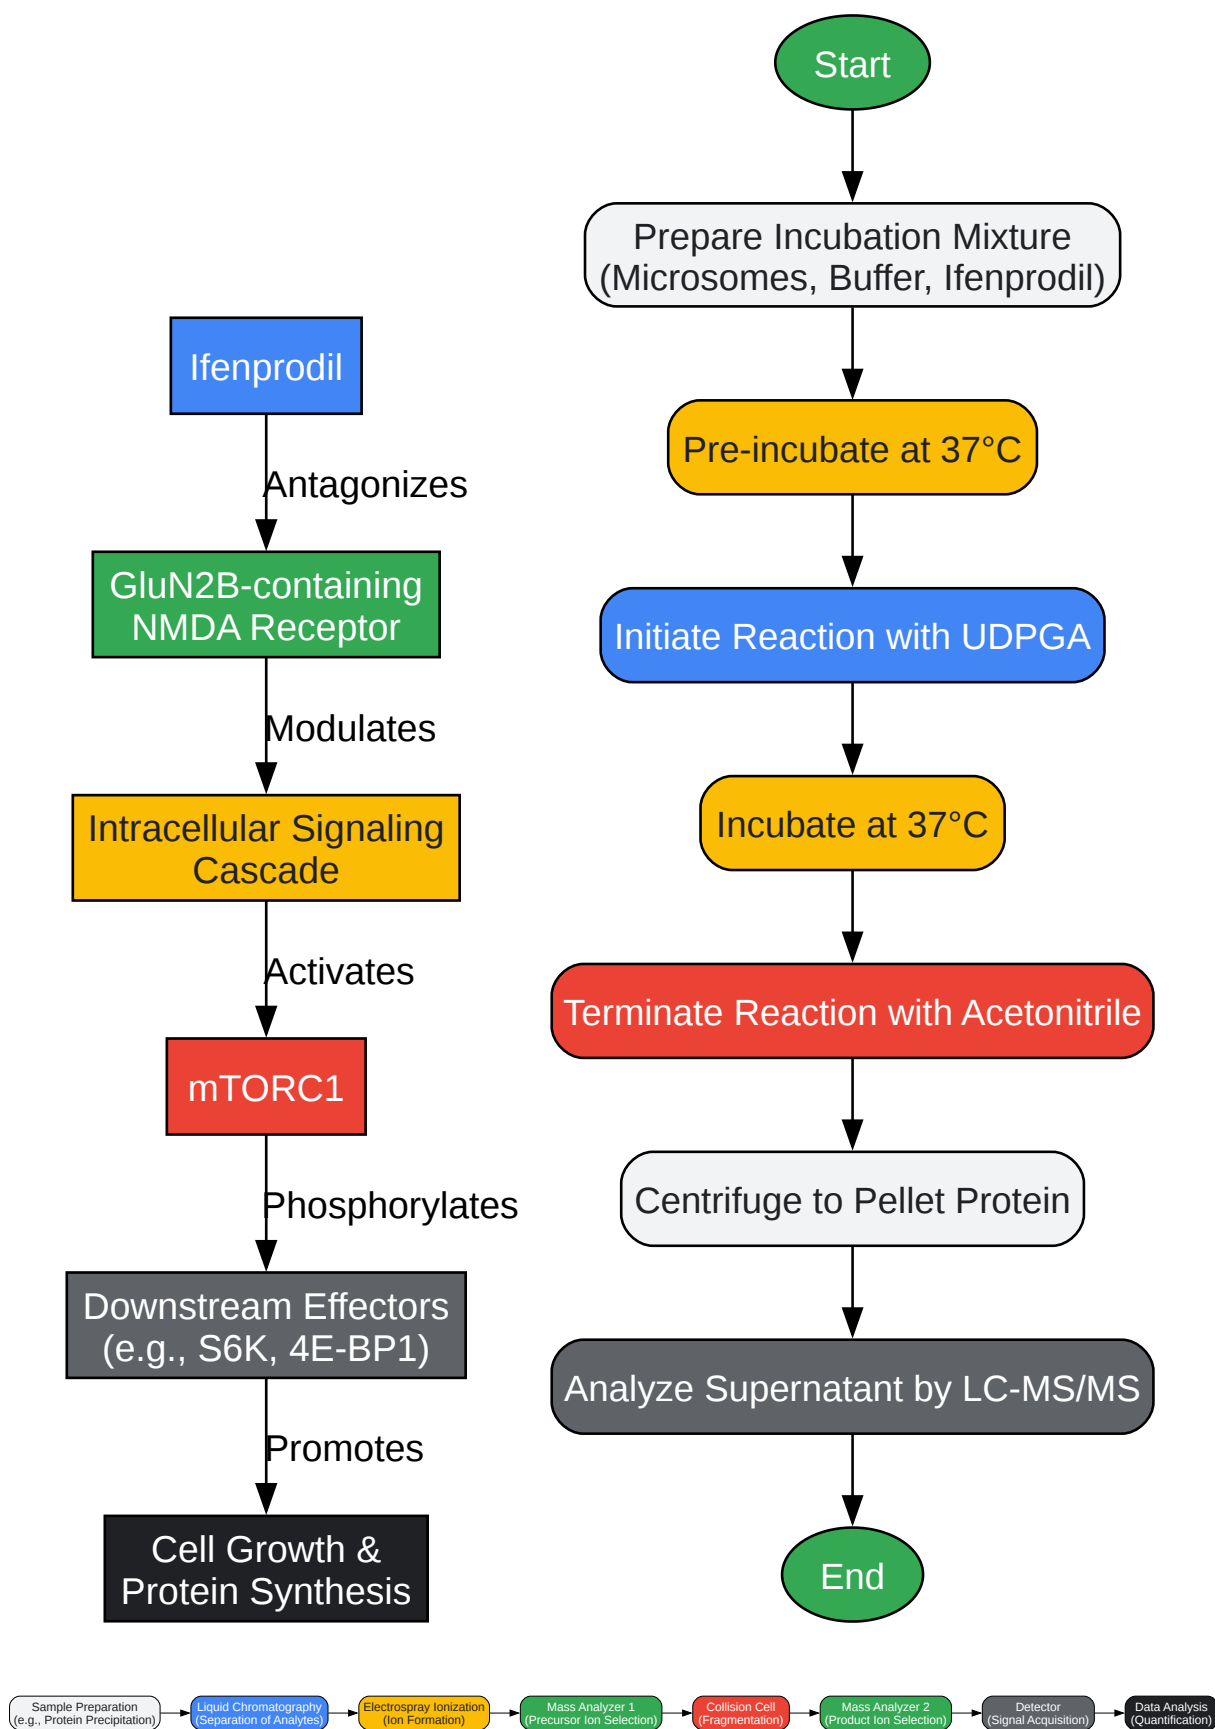 Ifenprodil
Antagonizes
GluN2B-containing
NMDA Receptor
Modulates
Intracellular Signaling
Cascade
Activates
mTORC1
Phosphorylates
Downstream Effectors
(e.g., S6K, 4E-BP1)
Promotes
Cell Growth &
Protein Synthesis
Start
Prepare Incubation Mixture
(Microsomes, Buffer, Ifenprodil)
Pre-incubate at 37°C
Initiate Reaction with UDPGA
Incubate at 37°C
Terminate Reaction with Acetonitrile
Centrifuge to Pellet Protein
Analyze Supernatant by LC-MS/MS
End
Sample Preparation
(e.g., Protein Precipitation)
Liquid Chromatography
(Separation of Analytes)
Electrospray Ionization
(Ion Formation)
Mass Analyzer 1
(Precursor Ion Selection)
Collision Cell
(Fragmentation)
Mass Analyzer 2
(Product Ion Selection)
Detector
(Signal Acquisition)
Data Analysis
(Quantification)